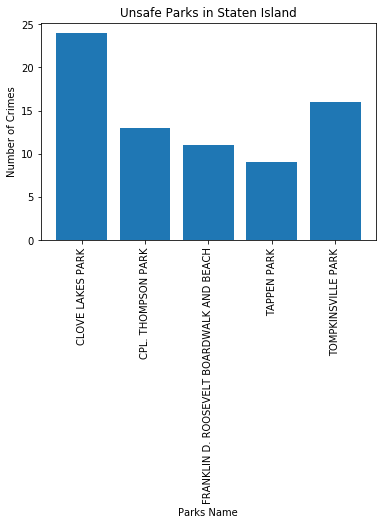 Unsafe Parks in Staten Island
Number of Crimes
25
20
15
10
5
0
CLOVE LAKES PARK
CPL. THOMPSON PARK
FRANKLIN D. ROOSEVELT BOARDWALK AND BEACH
TAPPEN PARK
TOMPKINSVILLE PARK
Parks Name